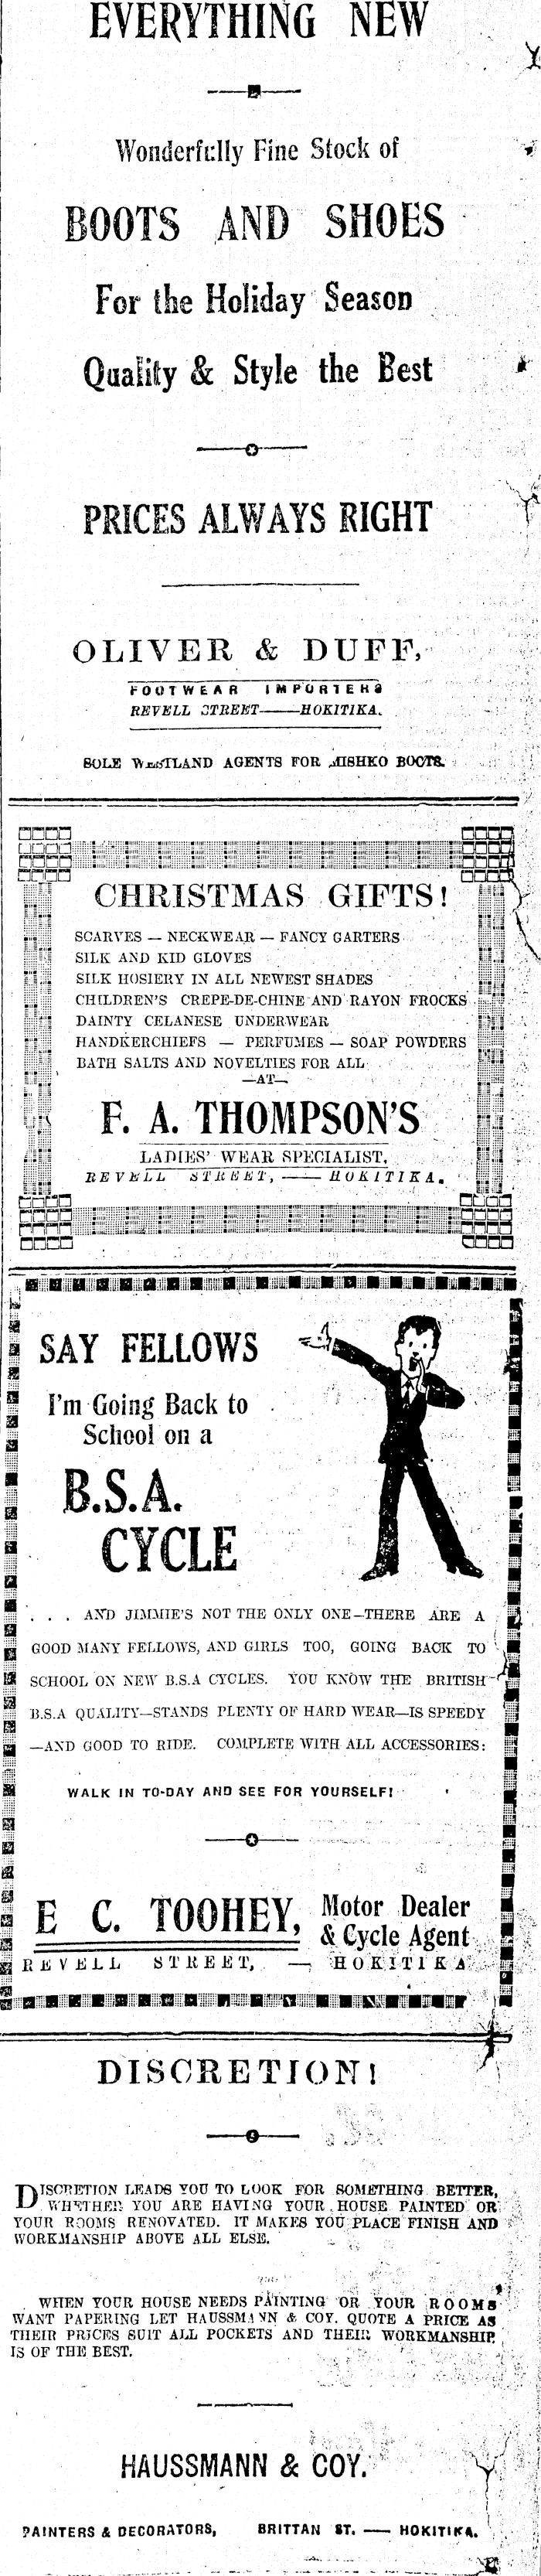 EVERYTHING NEW
Wonderfully Fine Stock of
BOOTS AND SHOES
For the Holiday Season
Quality & Style the Best
PRICES ALWAYS RIGHT
OLIVER & DUFF,
FOOTWEAR IMPORTERS
REVELL STREET——HOKITIKA.
SOLE WESTLAND AGENTS FOR MISHKO BOOTS.
CHRISTMAS GIFTS!
SCARVES — NECKWEAR — FANCY GARTERS
SILK AND KID GLOVES
SILK HOSIERY IN ALL NEWEST SHADES
CHILDREN'S CREPE-DE-CHINE AND RAYON FROCKS
DAINTY CELANESE UNDERWEAR
HANDKERCHIEFS — PERFUMES — SOAP POWDERS
BATH SALTS AND NOVELTIES FOR ALL
—AT—
F. A. THOMPSON'S
LADIES' WEAR SPECIALIST,
REVELL STREET, —— HOKITIKA.
SAY FELLOWS
I'm Going Back to
School on a
B.S.A.
CYCLE
. . . AND JIMMIE'S NOT THE ONLY ONE—THERE ARE A
GOOD MANY FELLOWS, AND GIRLS TOO, GOING BACK TO
SCHOOL ON NEW B.S.A CYCLES. YOU KNOW THE BRITISH
B.S.A QUALITY—STANDS PLENTY OF HARD WEAR—IS SPEEDY
—AND GOOD TO RIDE. COMPLETE WITH ALL ACCESSORIES:
WALK IN TO-DAY AND SEE FOR YOURSELF!
E C. TOOHEY, Motor Dealer
& Cycle Agent
REVELL STREET, — HOKITIKA
DISCRETION!
DISCRETION LEADS YOU TO LOOK FOR SOMETHING BETTER,
WHETHER YOU ARE HAVING YOUR HOUSE PAINTED OR
YOUR ROOMS RENOVATED. IT MAKES YOU PLACE FINISH AND
WORKMANSHIP ABOVE ALL ELSE.
WHEN YOUR HOUSE NEEDS PAINTING OR YOUR ROOMS
WANT PAPERING LET HAUSSMANN & COY. QUOTE A PRICE AS
THEIR PRICES SUIT ALL POCKETS AND THEIR WORKMANSHIP
IS OF THE BEST.
HAUSSMANN & COY.
PAINTERS & DECORATORS, BRITTAN ST. — HOKITIKA.